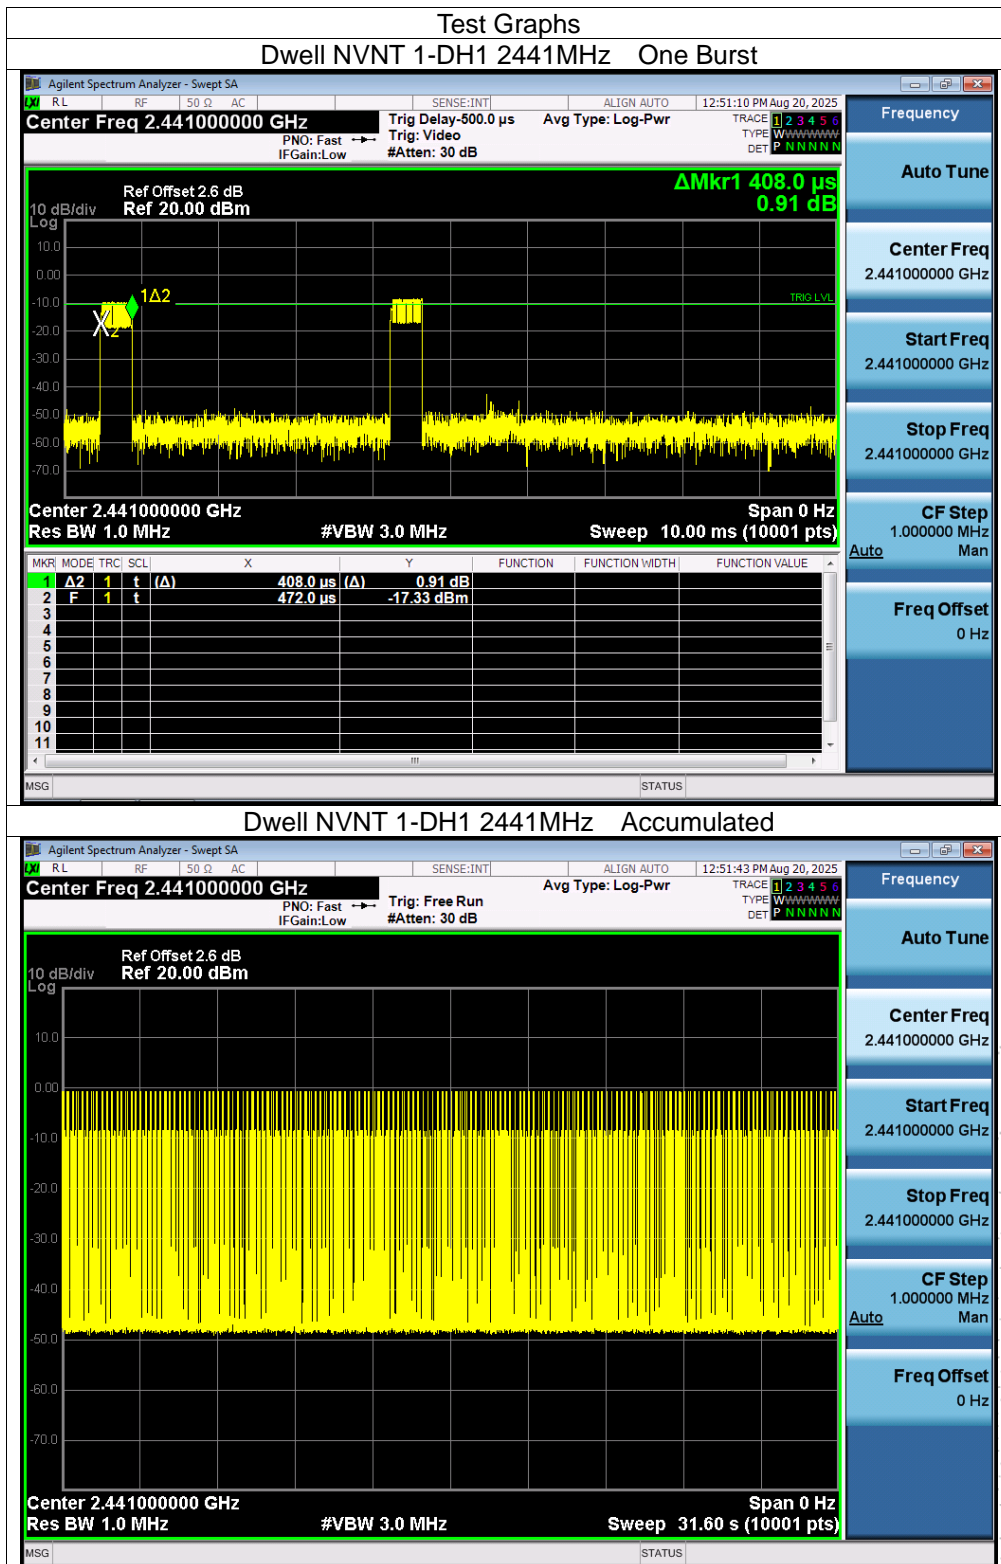 Test Graphs
Dwell NVNT 1-DH1 2441MHz One Burst
Agilent Spectrum Analyzer - Swept SA
LXI RL RF 50 Ω AC SENSE:INT ALIGN AUTO 12:51:10 PM Aug 20, 2025
Center Freq 2.441000000 GHz Trig Delay-500.0 µs Avg Type: Log-Pwr TRACE 1 2 3 4 5 6
PNO: Fast Trig: Video TYPE WWWWWW
IFGain:Low #Atten: 30 dB DET P N N N N N
Frequency
Auto Tune
Center Freq
2.441000000 GHz
Start Freq
2.441000000 GHz
Stop Freq
2.441000000 GHz
CF Step
1.000000 MHz
Auto Man
Freq Offset
0 Hz
ΔMkr1 408.0 µs
0.91 dB
Ref Offset 2.6 dB
10 dB/div Ref 20.00 dBm
Log
10.0
0.00
-10.0
-20.0
-30.0
-40.0
-50.0
-60.0
-70.0
1Δ2
2
TRIG LVL
Center 2.441000000 GHz Span 0 Hz
Res BW 1.0 MHz #VBW 3.0 MHz Sweep 10.00 ms (10001 pts)
MKR MODE TRC SCL X Y FUNCTION FUNCTION WIDTH FUNCTION VALUE
1 Δ2 1 t (Δ) 408.0 µs (Δ) 0.91 dB
2 F 1 t 472.0 µs -17.33 dBm
3
4
5
6
7
8
9
10
11
MSG STATUS
Dwell NVNT 1-DH1 2441MHz Accumulated
Agilent Spectrum Analyzer - Swept SA
LXI RL RF 50 Ω AC SENSE:INT ALIGN AUTO 12:51:43 PM Aug 20, 2025
Center Freq 2.441000000 GHz Avg Type: Log-Pwr TRACE 1 2 3 4 5 6
PNO: Fast Trig: Free Run TYPE WWWWWW
IFGain:Low #Atten: 30 dB DET P N N N N N
Frequency
Auto Tune
Center Freq
2.441000000 GHz
Start Freq
2.441000000 GHz
Stop Freq
2.441000000 GHz
CF Step
1.000000 MHz
Auto Man
Freq Offset
0 Hz
Ref Offset 2.6 dB
10 dB/div Ref 20.00 dBm
Log
10.0
0.00
-10.0
-20.0
-30.0
-40.0
-50.0
-60.0
-70.0
Center 2.441000000 GHz Span 0 Hz
Res BW 1.0 MHz #VBW 3.0 MHz Sweep 31.60 s (10001 pts)
MSG STATUS